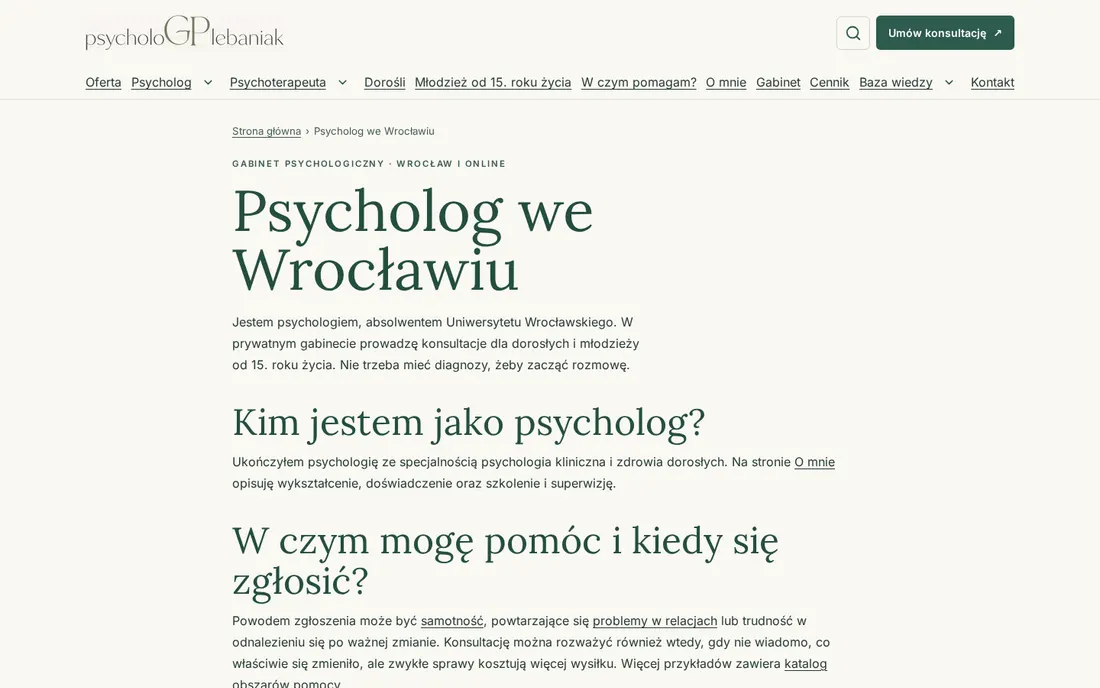 psycholoGPlebaniak
Umów konsultację ↗
Oferta Psycholog Psychoterapeuta Dorośli Młodzież od 15. roku życia W czym pomagam? O mnie Gabinet Cennik Baza wiedzy Kontakt
Strona główna › Psycholog we Wrocławiu
GABINET PSYCHOLOGICZNY · WROCŁAW I ONLINE
Psycholog we
Wrocławiu
Jestem psychologiem, absolwentem Uniwersytetu Wrocławskiego. W
prywatnym gabinecie prowadzę konsultacje dla dorosłych i młodzieży
od 15. roku życia. Nie trzeba mieć diagnozy, żeby zacząć rozmowę.
Kim jestem jako psycholog?
Ukończyłem psychologię ze specjalnością psychologia kliniczna i zdrowia dorosłych. Na stronie O mnie
opisuję wykształcenie, doświadczenie oraz szkolenie i superwizję.
W czym mogę pomóc i kiedy się
zgłosić?
Powodem zgłoszenia może być samotność, powtarzające się problemy w relacjach lub trudność w
odnalezieniu się po ważnej zmianie. Konsultację można rozważyć również wtedy, gdy nie wiadomo, co
właściwie się zmieniło, ale zwykłe sprawy kosztują więcej wysiłku. Więcej przykładów zawiera katalog
obszarów pomocy.